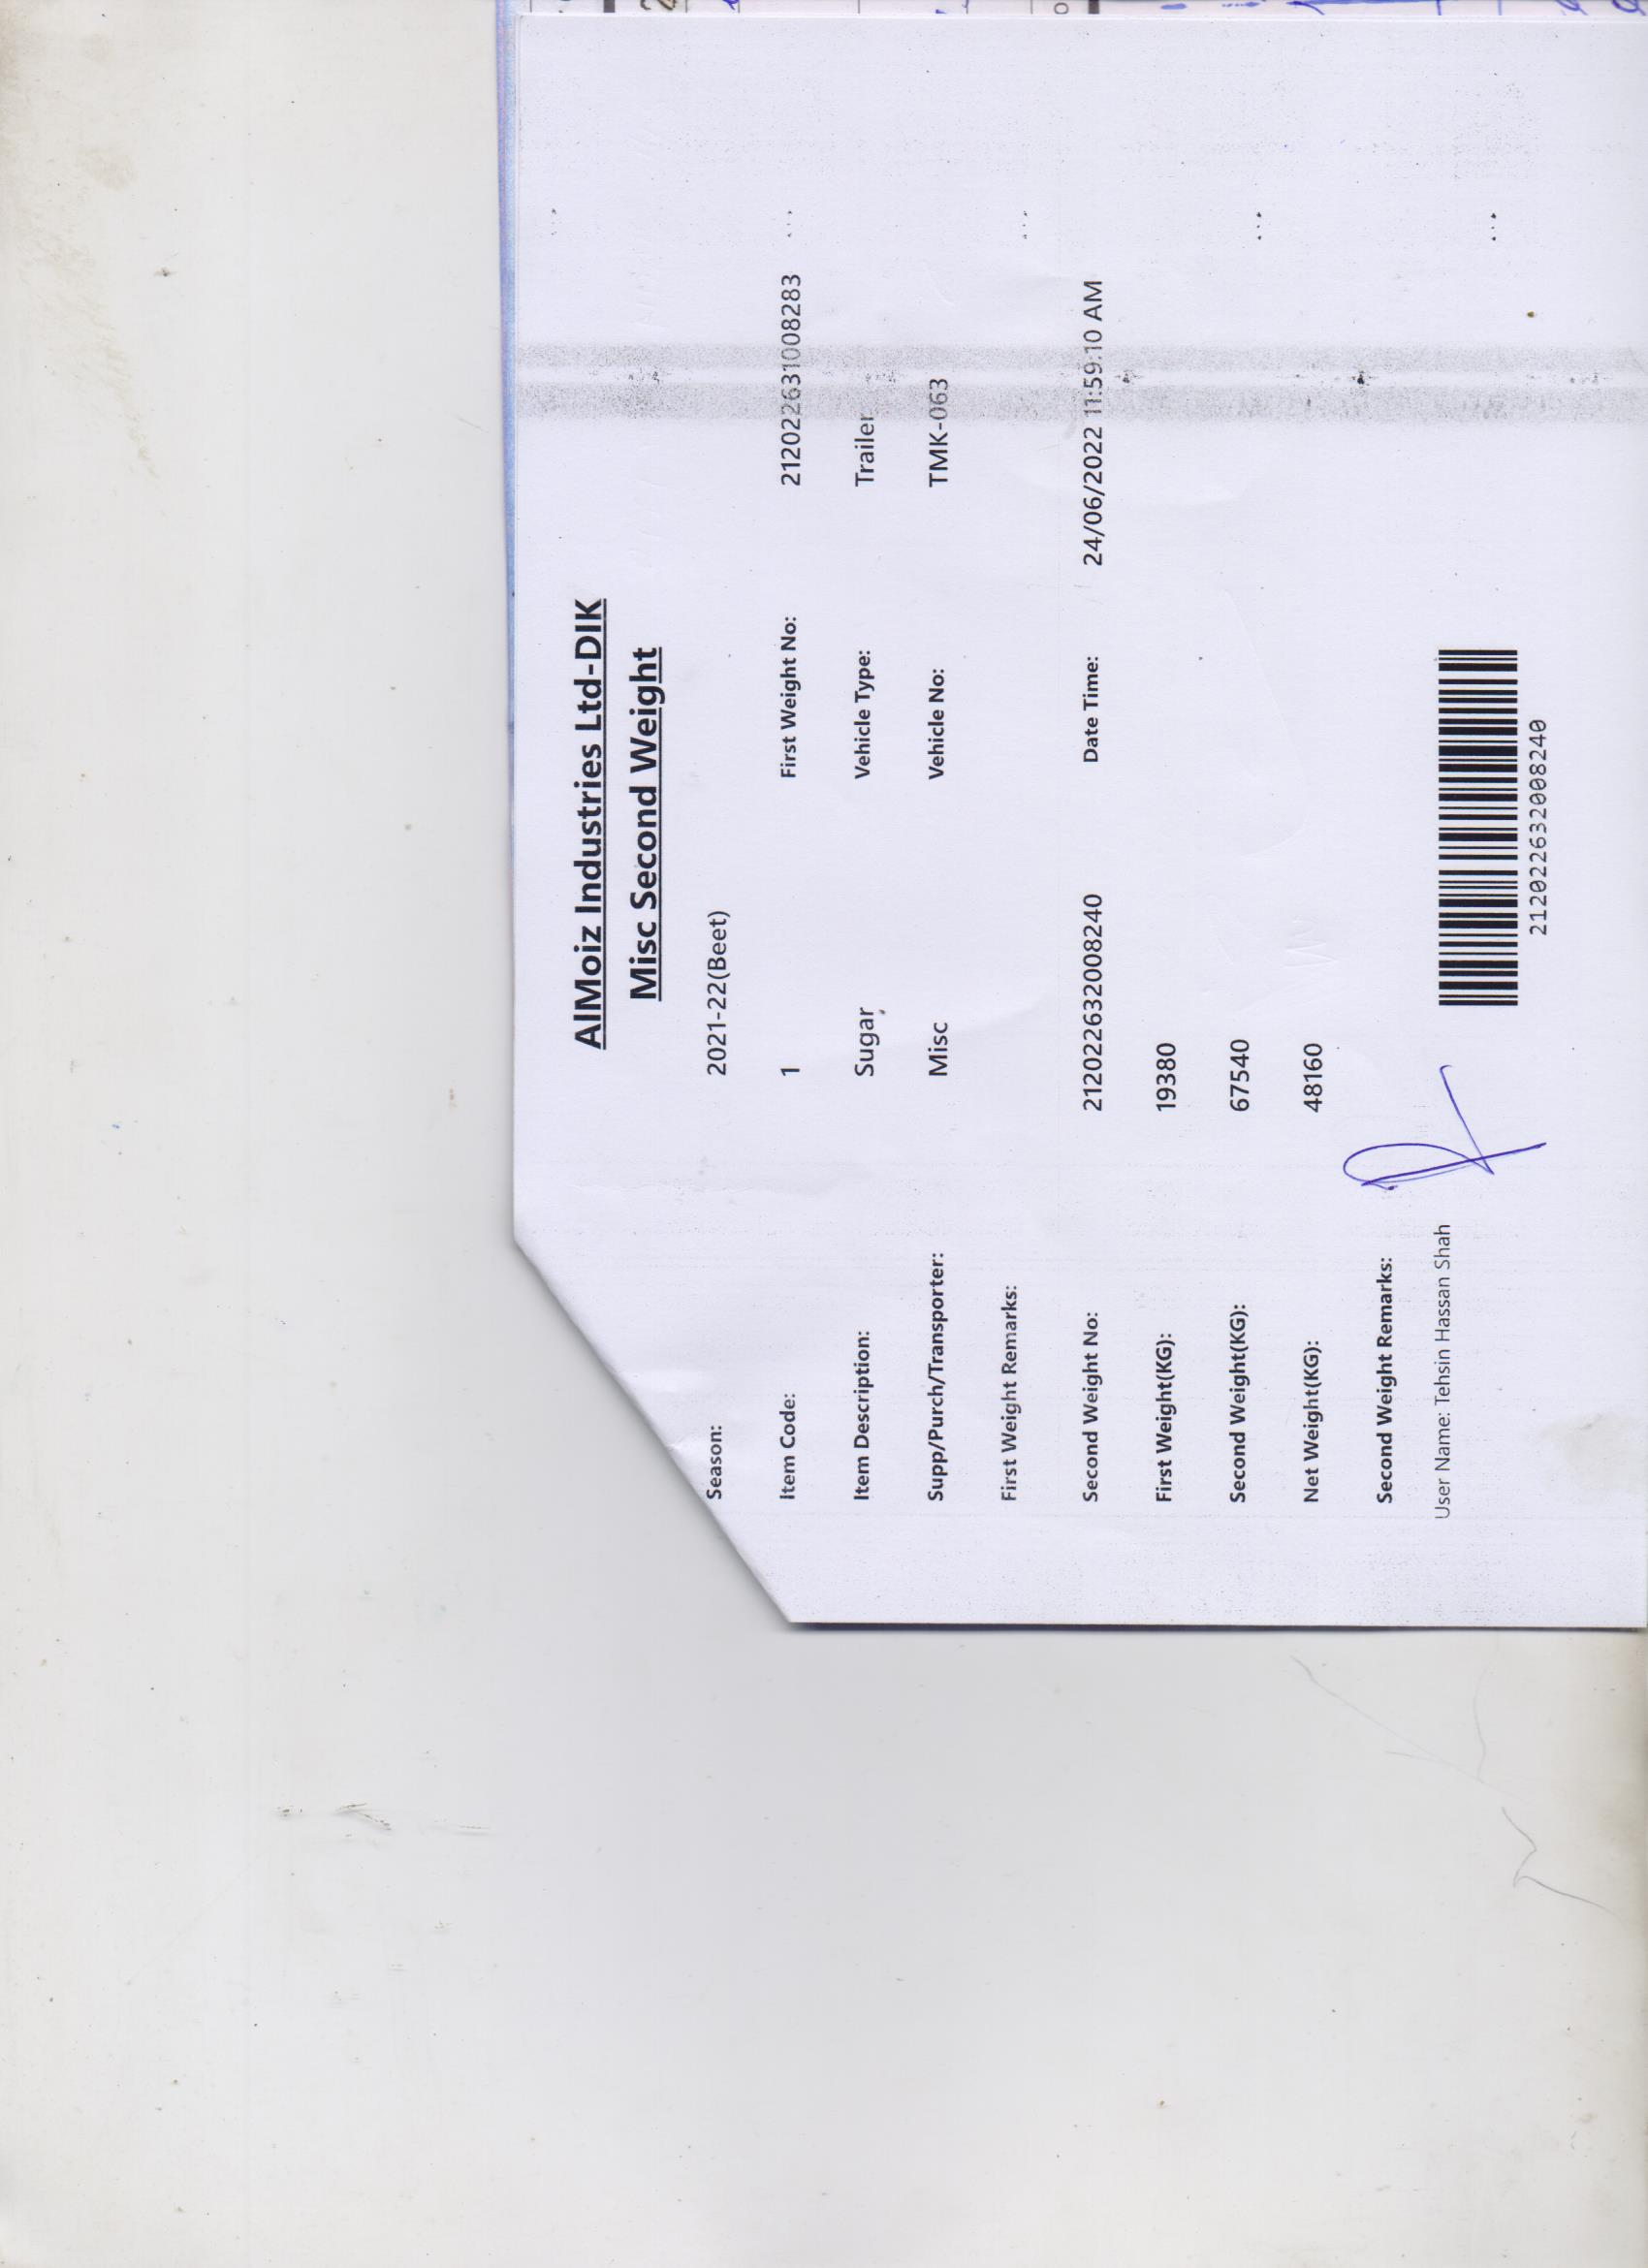 AlMoiz Industries Ltd-DIK
Misc Second Weight
Season: 2021-22(Beet)
Item Code: 1 First Weight No: 212022631008283
Item Description: Sugar Vehicle Type: Trailer
Supp/Purch/Transporter: Misc Vehicle No: TMK-063
First Weight Remarks:
Second Weight No: 212022632008240 Date Time: 24/06/2022 11:59:10 AM
First Weight(KG): 19380
Second Weight(KG): 67540
Net Weight(KG): 48160
Second Weight Remarks:
User Name: Tehsin Hassan Shah
212022632008240